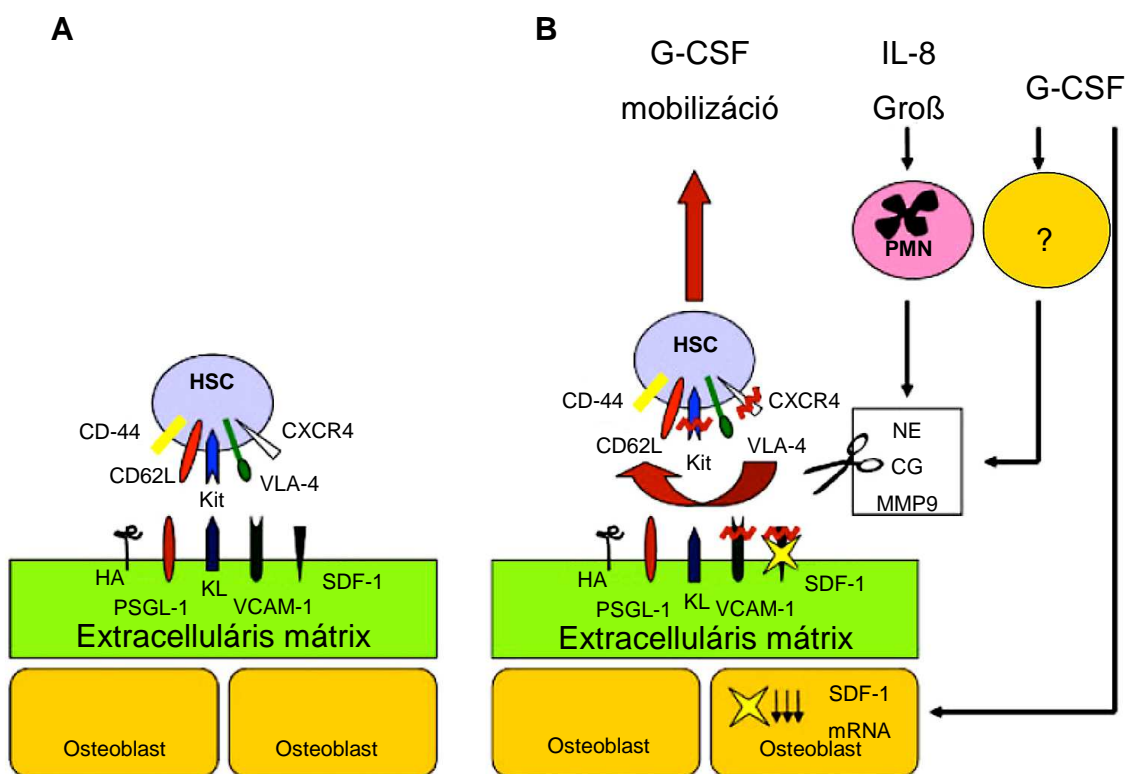 A
HSC
CD-44
CXCR4
CD62L
VLA-4
Kit
HA
KL
SDF-1
PSGL-1
VCAM-1
Extracelluláris mátrix
Osteoblast
Osteoblast
B
G-CSF
mobilizáció
IL-8
Groß
G-CSF
PMN
?
HSC
CD-44
CXCR4
CD62L
VLA-4
Kit
NE
CG
MMP9
HA
KL
SDF-1
PSGL-1
VCAM-1
Extracelluláris mátrix
Osteoblast
SDF-1
mRNA
Osteoblast